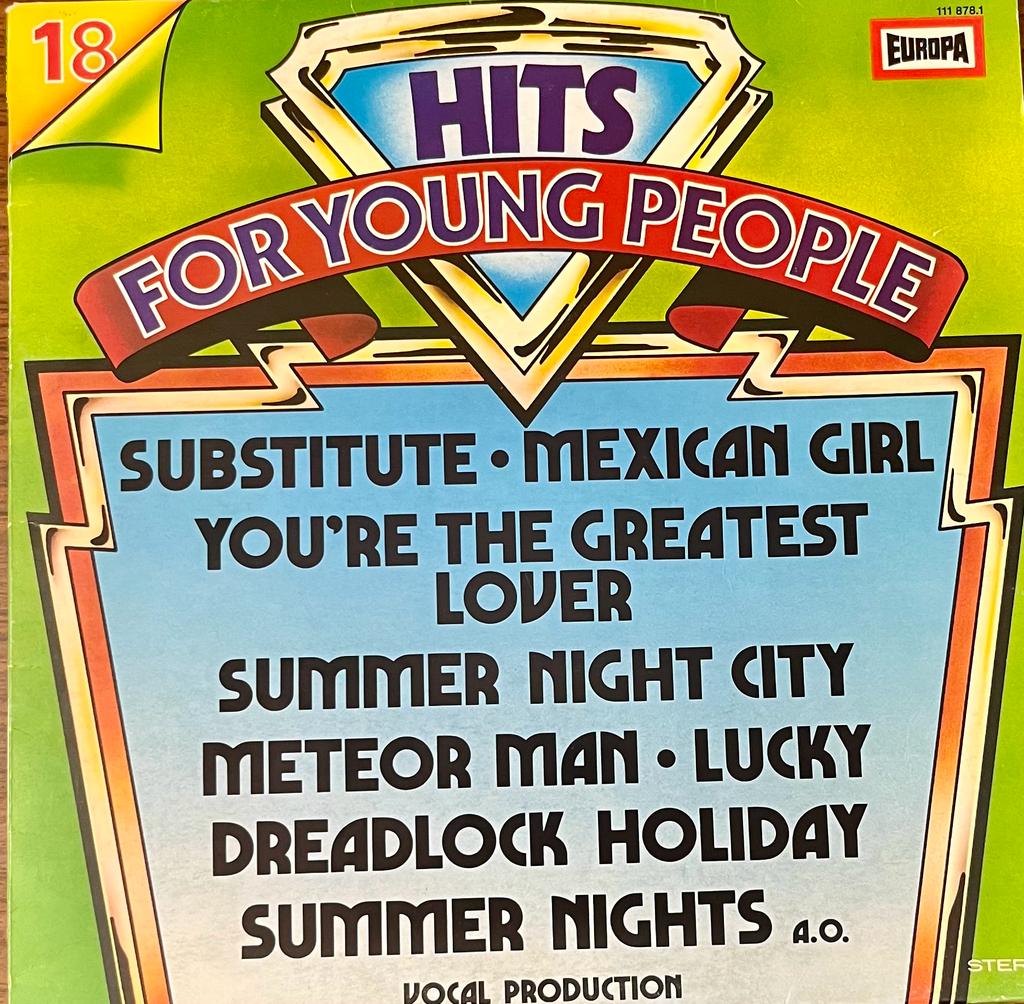 18
111 878.1
EUROPA
HITS
FOR YOUNG PEOPLE
SUBSTITUTE • MEXICAN GIRL
YOU'RE THE GREATEST
LOVER
SUMMER NIGHT CITY
METEOR MAN • LUCKY
DREADLOCK HOLIDAY
SUMMER NIGHTS A.O.
STER
VOCAL PRODUCTION